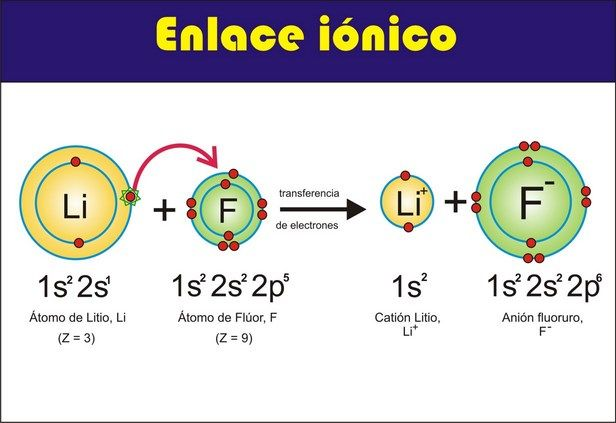 Enlace iónico
Li + F transferencia de electrones Li⁺ + F⁻
1s² 2s¹ 1s² 2s² 2p⁵ 1s² 1s² 2s² 2p⁶
Átomo de Litio, Li
(Z = 3)
Átomo de Flúor, F
(Z = 9)
Catión Litio,
Li⁺
Anión fluoruro,
F⁻